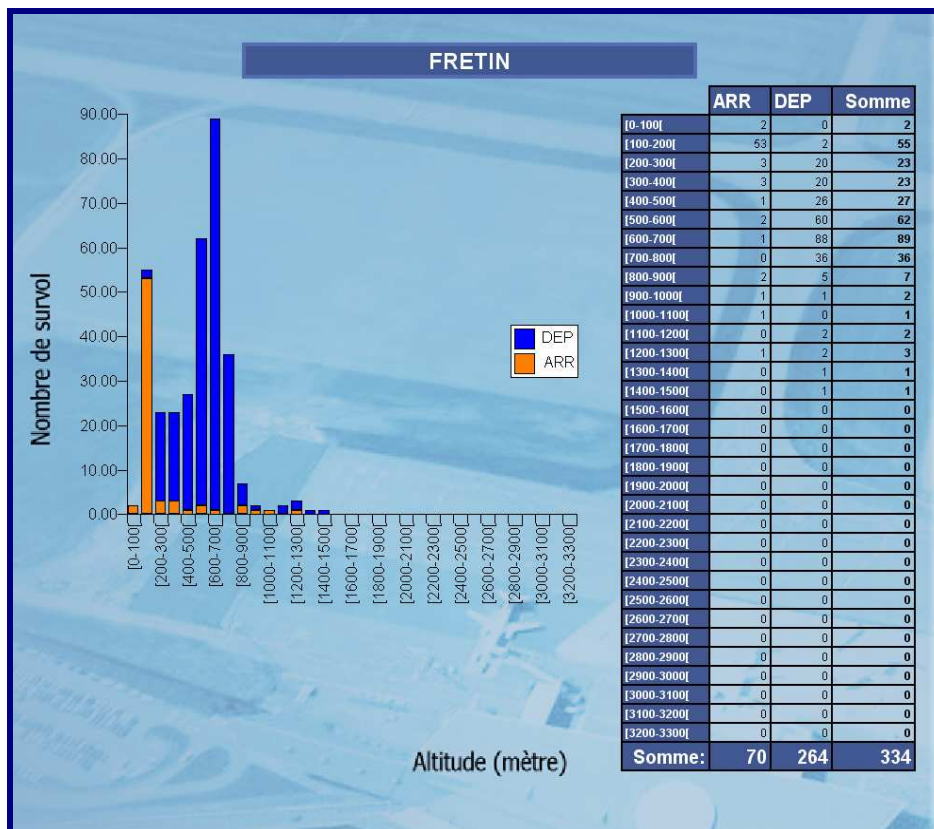 FRETIN
90.00
80.00
70.00
60.00
50.00
40.00
30.00
20.00
10.00
0.00
Nombre de survol
[0-100[
[200-300[
[400-500[
[600-700[
[800-900[
[1000-1100[
[1200-1300[
[1400-1500[
[1600-1700[
[1800-1900[
[2000-2100[
[2200-2300[
[2400-2500[
[2600-2700[
[2800-2900[
[3000-3100[
[3200-3300[
Altitude (mètre)
DEP
ARR
ARR DEP Somme
[0-100[ 2 0 2
[100-200[ 53 2 55
[200-300[ 3 20 23
[300-400[ 3 20 23
[400-500[ 1 26 27
[500-600[ 2 60 62
[600-700[ 1 88 89
[700-800[ 0 36 36
[800-900[ 2 5 7
[900-1000[ 1 1 2
[1000-1100[ 1 0 1
[1100-1200[ 0 2 2
[1200-1300[ 1 2 3
[1300-1400[ 0 1 1
[1400-1500[ 0 1 1
[1500-1600[ 0 0 0
[1600-1700[ 0 0 0
[1700-1800[ 0 0 0
[1800-1900[ 0 0 0
[1900-2000[ 0 0 0
[2000-2100[ 0 0 0
[2100-2200[ 0 0 0
[2200-2300[ 0 0 0
[2300-2400[ 0 0 0
[2400-2500[ 0 0 0
[2500-2600[ 0 0 0
[2600-2700[ 0 0 0
[2700-2800[ 0 0 0
[2800-2900[ 0 0 0
[2900-3000[ 0 0 0
[3000-3100[ 0 0 0
[3100-3200[ 0 0 0
[3200-3300[ 0 0 0
Somme: 70 264 334